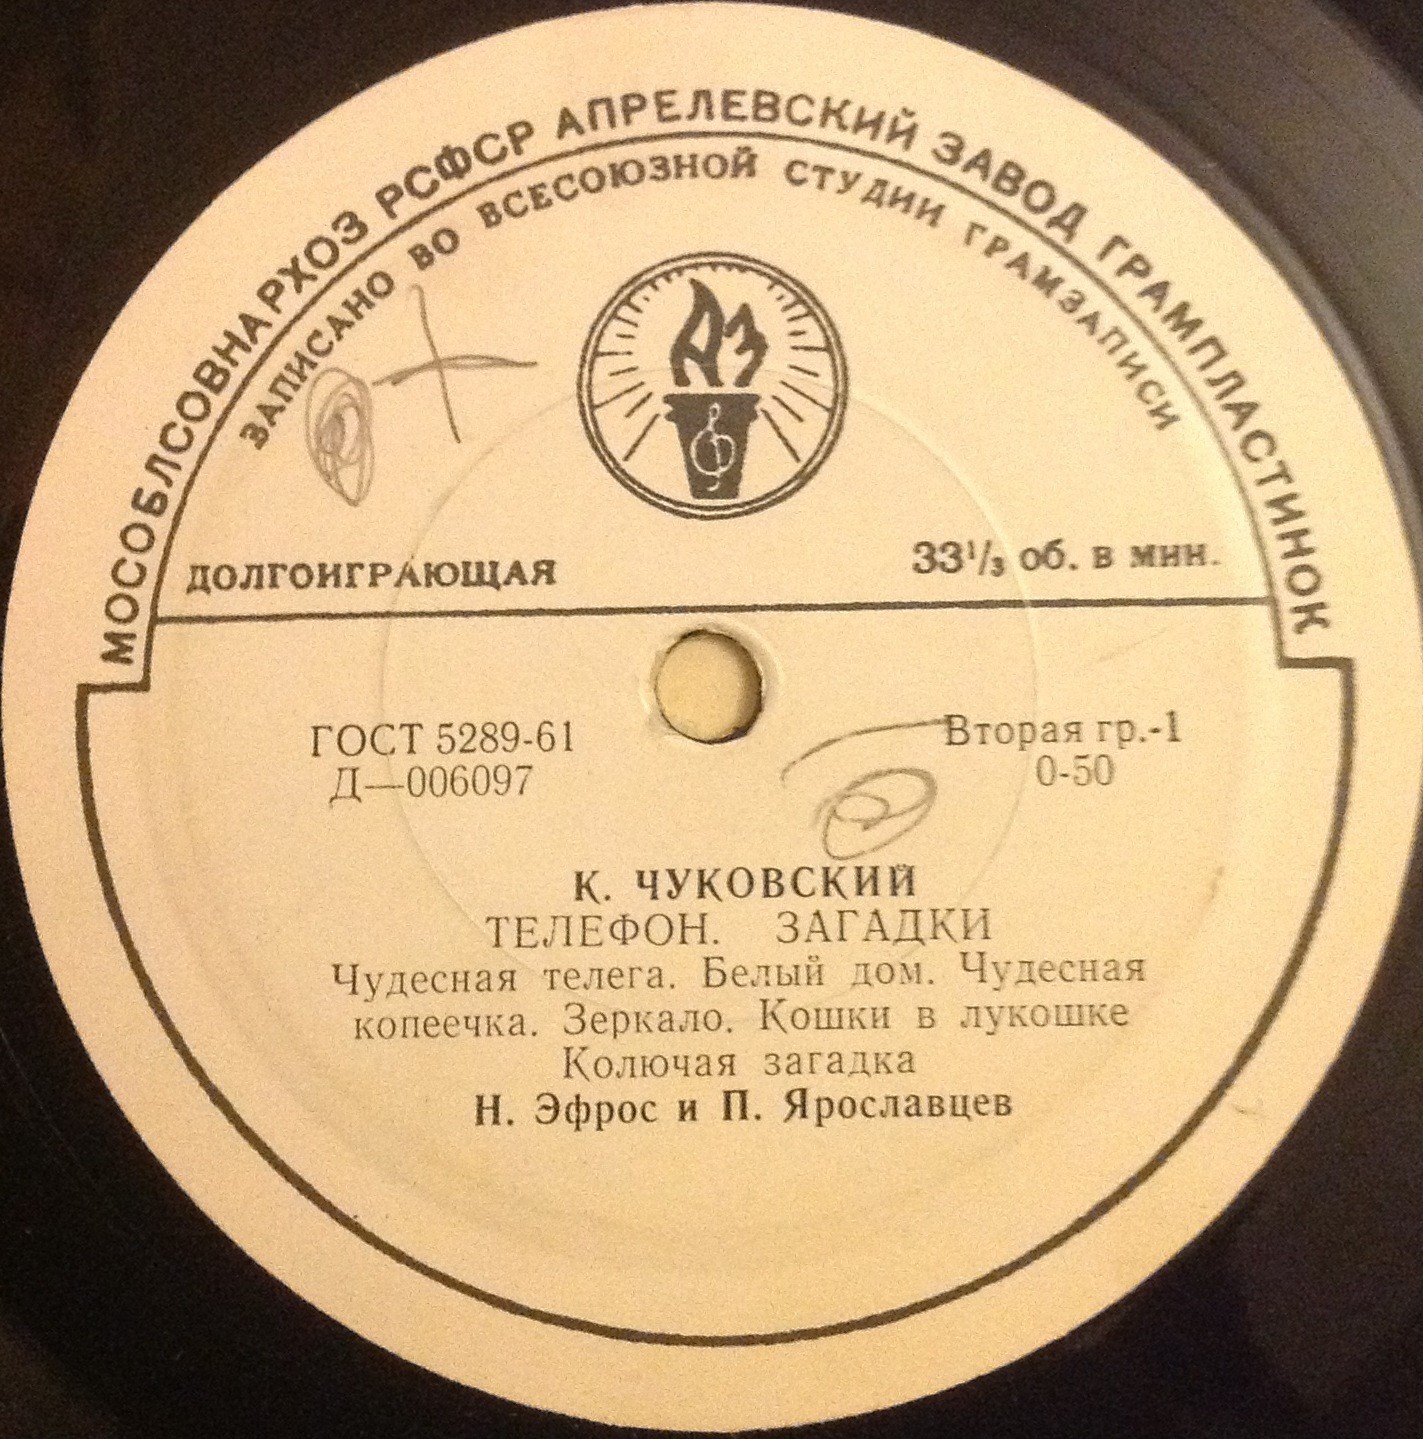 МОСОБЛСОВНАРХОЗ РСФСР АПРЕЛЕВСКИЙ ЗАВОД ГРАМПЛАСТИНОК
ЗАПИСАНО ВО ВСЕСОЮЗНОЙ СТУДИИ ГРАМЗАПИСИ
АЗ
ДОЛГОИГРАЮЩАЯ 33⅓ об. в мин.
ГОСТ 5289-61 Вторая гр.-1
Д—006097 0-50
К. ЧУКОВСКИЙ
ТЕЛЕФОН. ЗАГАДКИ
Чудесная телега. Белый дом. Чудесная
копеечка. Зеркало. Кошки в лукошке
Колючая загадка
Н. Эфрос и П. Ярославцев